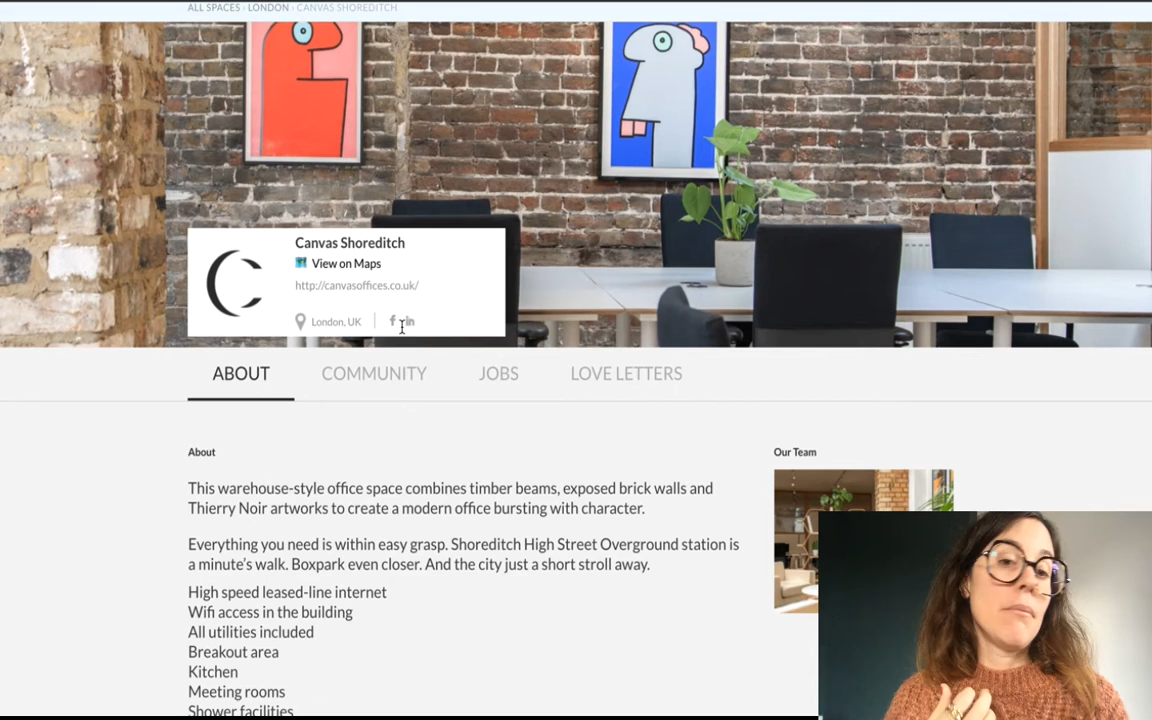 ALL SPACES › LONDON › CANVAS SHOREDITCH
Canvas Shoreditch
View on Maps
http://canvasoffices.co.uk/
London, UK
ABOUT
COMMUNITY
JOBS
LOVE LETTERS
About
This warehouse-style office space combines timber beams, exposed brick walls and
Thierry Noir artworks to create a modern office bursting with character.
Everything you need is within easy grasp. Shoreditch High Street Overground station is
a minute's walk. Boxpark even closer. And the city just a short stroll away.
High speed leased-line internet
Wifi access in the building
All utilities included
Breakout area
Kitchen
Meeting rooms
Shower facilities
Our Team